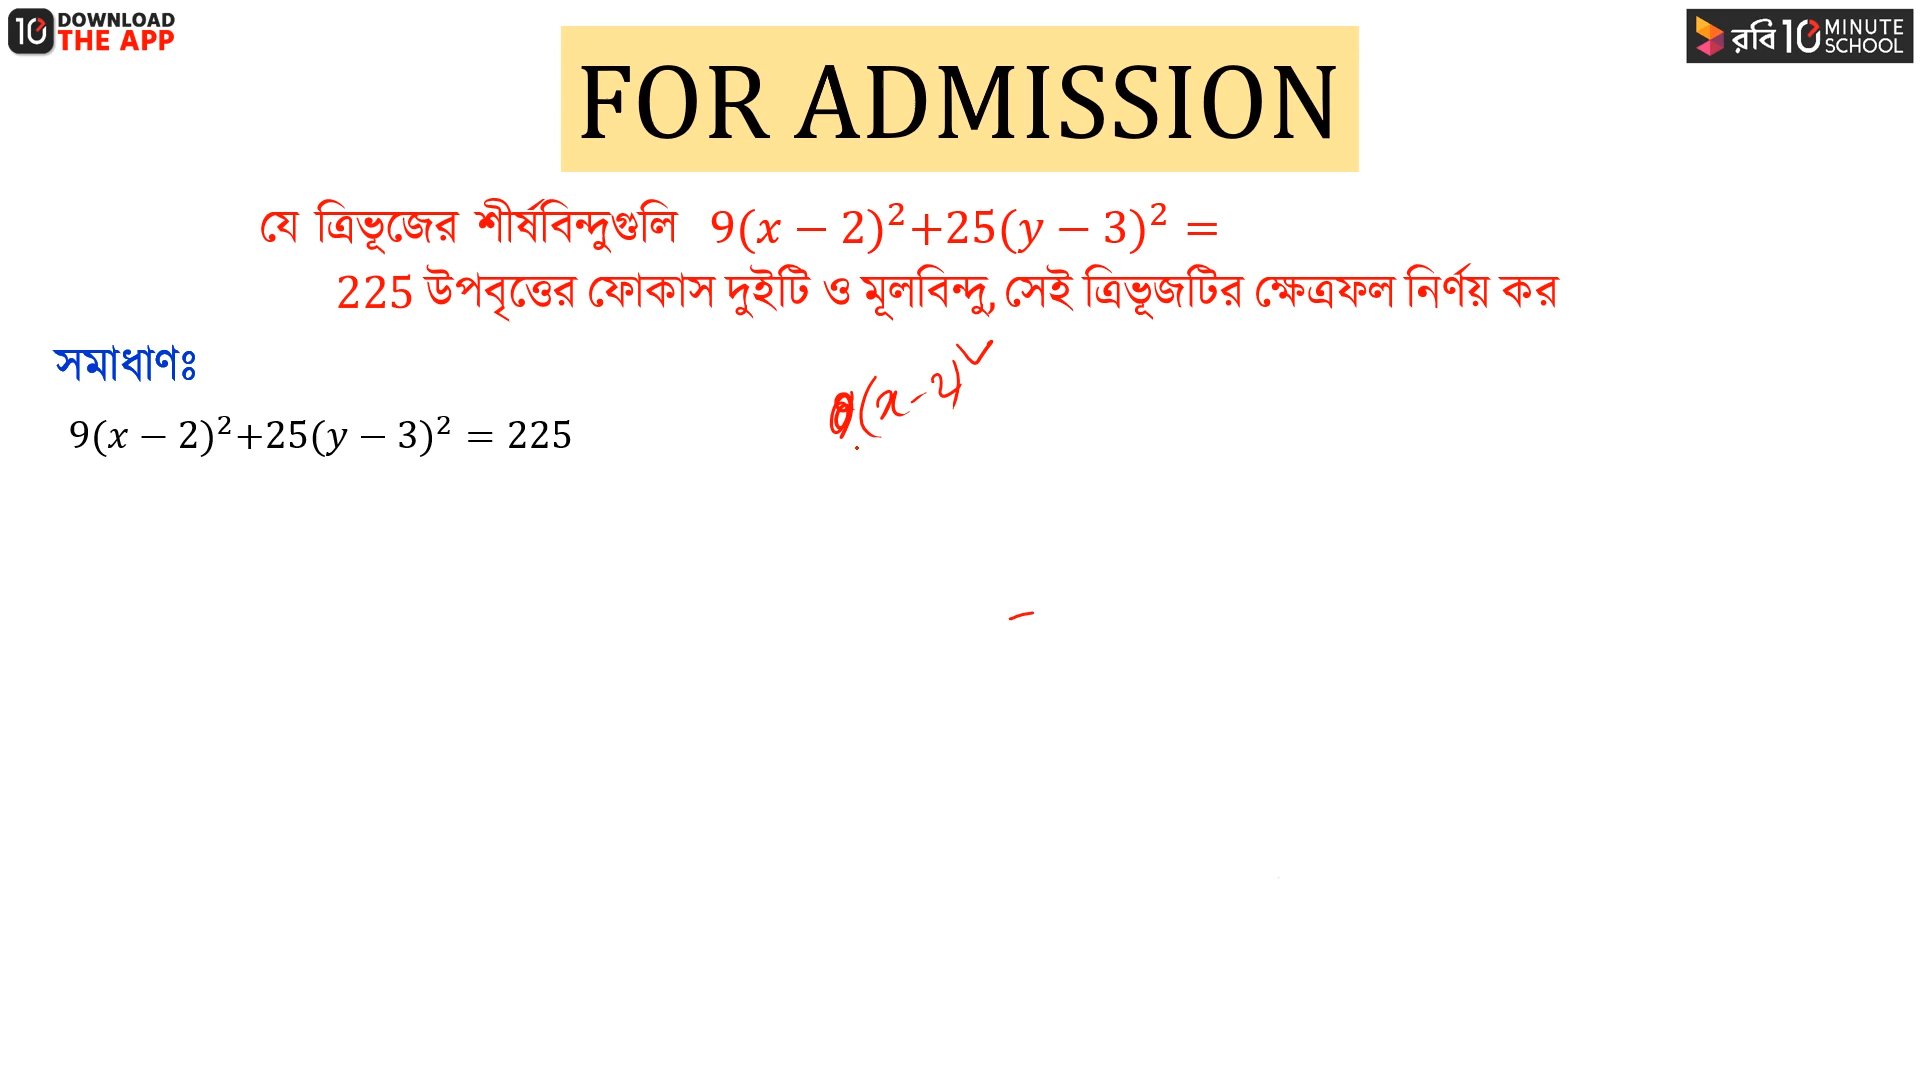 10 DOWNLOAD THE APP
রবি 10 MINUTE SCHOOL
FOR ADMISSION
যে ত্রিভূজের শীর্ষবিন্দুগুলি 9(x − 2)²+25(y − 3)² =
225 উপবৃত্তের ফোকাস দুইটি ও মূলবিন্দু, সেই ত্রিভূজটির ক্ষেত্রফল নির্ণয় কর
সমাধাণঃ
9(x − 2)²+25(y − 3)² = 225
(x-2)